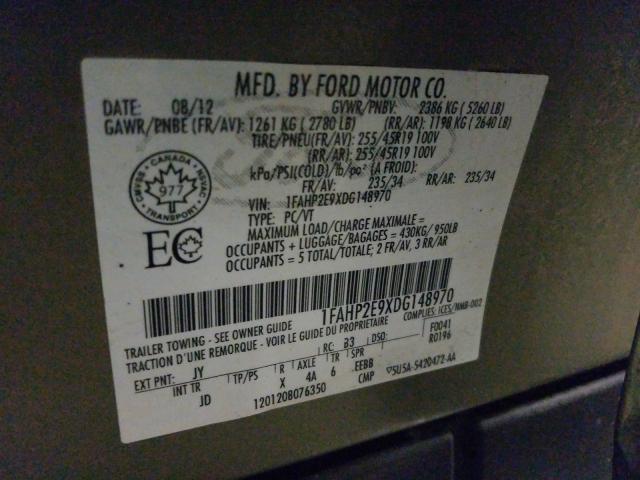 MFD. BY FORD MOTOR CO.
DATE: 08/12 GVWR/PNBV: 2386 KG (5260 LB)
GAWR/PNBE (FR/AV): 1261 KG (2780 LB) (RR/AR): 1198 KG (2640 LB)
TIRE/PNEU(FR/AV): 255/45R19 100V
(RR/AR): 255/45R19 100V
kPa/PSI(COLD)/lb/po² (A FROID):
FR/AV: 235/34 RR/AR: 235/34
VIN: 1FAHP2E9XDG148970
TYPE: PC/VT
MAXIMUM LOAD/CHARGE MAXIMALE =
OCCUPANTS + LUGGAGE/BAGAGES = 430KG/ 950LB
OCCUPANTS = 5 TOTAL/TOTALE, 2 FR/AV, 3 RR/AR
CANADA
977
TRANSPORT
EC
1FAHP2E9XDG148970
COMPLIES: ICES/NMB-002
TRAILER TOWING - SEE OWNER GUIDE
TRACTION D'UNE REMORQUE - VOIR LE GUIDE DU PROPRIETAIRE
EXT PNT: JY RC: B3 DSO: F0041
R0196
INT TR TP/PS R AXLE TR SPR
JD X 4A 6 EEBB
CMP 5U5A-5420472-AA
1201208076350